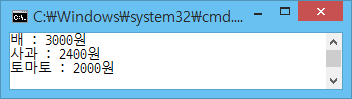 C:₩Windows₩system32₩cmd....
배 : 3000원
사과 : 2400원
토마토 : 2000원